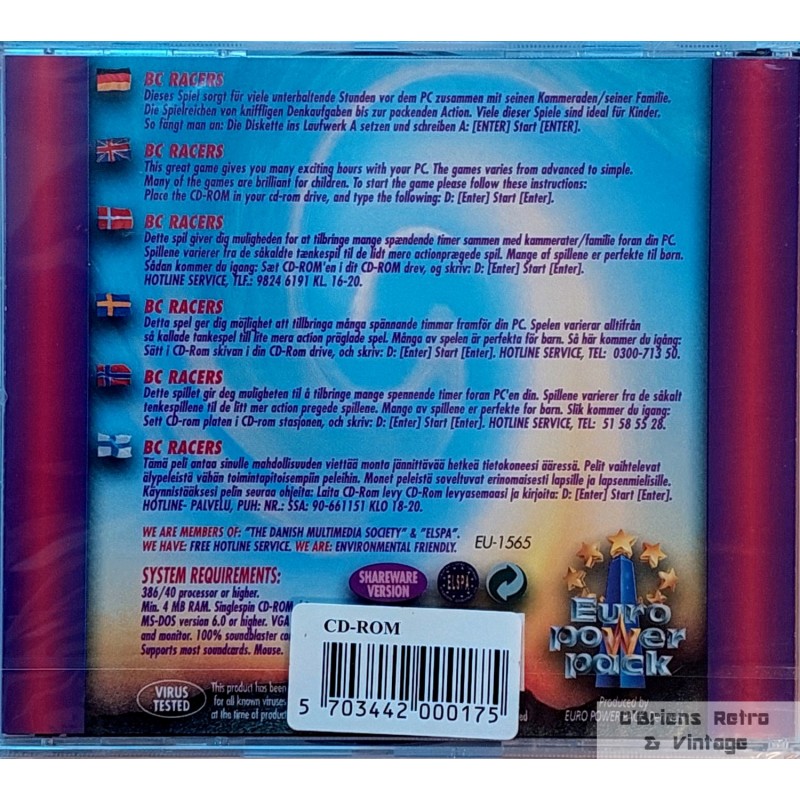 BC RACERS
Dieses Spiel sorgt für viele unterhaltende Stunden vor dem PC zusammen mit seinen Kammeraden/seiner Familie.
Die Spielreichen von kniffligen Denkaufgaben bis zur packenden Action. Viele dieser Spiele sind ideal für Kinder.
So fängt man an: Die Diskette ins Laufwerk A setzen und schreiben A: [ENTER] Start [ENTER].
BC RACERS
This great game gives you many exciting hours with your PC. The games varies from advanced to simple.
Many of the games are brilliant for children. To start the game please follow these instructions:
Place the CD-ROM in your cd-rom drive, and type the following: D: [Enter] Start [Enter].
BC RACERS
Dette spil giver dig muligheden for at tilbringe mange spændende timer sammen med kammerater/familie foran din PC.
Spillene varierer fra de såkaldte tænkespil til de lidt mere actionprægede spil. Mange af spillene er perfekte til børn.
Sådan kommer du igang: Sæt CD-ROM'en i dit CD-ROM drev, og skriv: D: [Enter] Start [Enter].
HOTLINE SERVICE, TLF.: 9824 6191 KL. 16-20.
BC RACERS
Detta spel ger dig möjlighet att tillbringa många spännande timmar framför din PC. Spelen varierar alltifrån
så kallade tankespel till lite mera action präglade spel. Många av spelen är perfekta för barn. Så här kommer du igång:
Sätt i CD-Rom skivan i din CD-Rom drive, och skriv: D: [Enter] Start [Enter]. HOTLINE SERVICE, TEL: 0300-713 50.
BC RACERS
Dette spillet gir deg muligheten til å tilbringe mange spennende timer foran PC'en din. Spillene varierer fra de såkalt
tenkespillene til de litt mer action pregede spillene. Mange av spillene er perfekte for barn. Slik kommer du igang:
Sett CD-rom platen i CD-rom stasjonen, og skriv: D: [Enter] Start [Enter]. HOTLINE SERVICE, TEL: 51 58 55 28.
BC RACERS
Tämä peli antaa sinulle mahdollisuuden viettää monta jännittävää hetkeä tietokoneesi ääressä. Pelit vaihtelevat
älypeleistä vähän toimintapitoisempiin peleihin. Monet peleistä soveltuvat erinomaisesti lapsille ja lapsenmielisille.
Käynnistääksesi pelin seuraa ohjeita: Laita CD-Rom levy CD-Rom levyasemaasi ja kirjoita: D: [Enter] Start [Enter].
HOTLINE- PALVELU, PUH: NR.: SSA: 90-661151 KLO 18-20.
WE ARE MEMBERS OF: "THE DANISH MULTIMEDIA SOCIETY" & "ELSPA".
WE HAVE: FREE HOTLINE SERVICE. WE ARE: ENVIRONMENTAL FRIENDLY.
EU-1565
SYSTEM REQUIREMENTS:
386/40 processor or higher.
Min. 4 MB RAM. Singlespin CD-ROM
MS-DOS version 6.0 or higher. VGA
and monitor. 100% soundblaster
Supports most soundcards. Mouse.
SHAREWARE
VERSION
ELSPA
Euro
power
pack
CD-ROM
5 703442 000175
VIRUS
TESTED
This product has been
for all known viruses
at the time of
Produced by
EURO POWER
O'Briens Retro
& Vintage